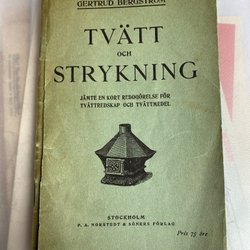 GERTRUD BERGSTRÖM
TVÄTT
OCH
STRYKNING
JÄMTE EN KORT REDOGÖRELSE FÖR
TVÄTTREDSKAP OCH TVÄTTMEDEL
STOCKHOLM
P. A. NORSTEDT & SÖNERS FÖRLAG
Pris 75 öre.